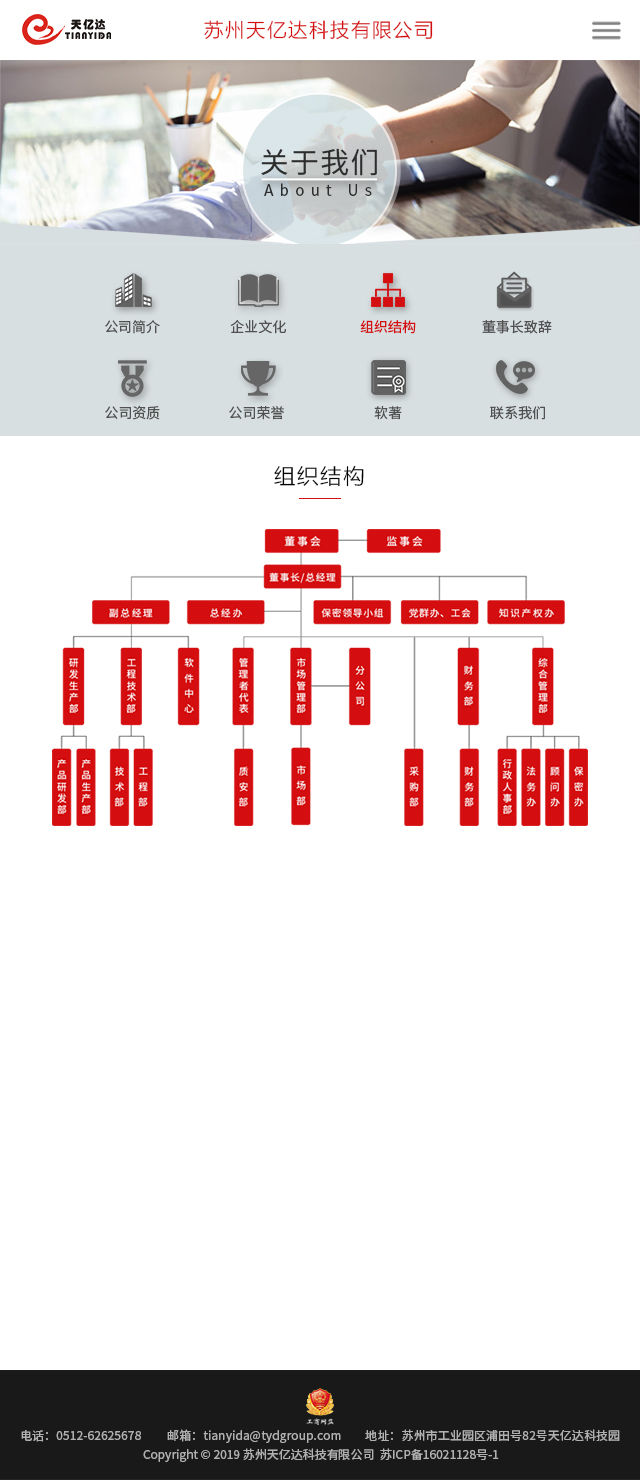 天亿达
TIANYIDA
苏州天亿达科技有限公司
关于我们
About Us
公司简介 企业文化 组织结构 董事长致辞
公司资质 公司荣誉 软著 联系我们
组织结构
董事会 监事会
董事长/总经理
副总经理 总经办 保密领导小组 党群办、工会 知识产权办
研发生产部 工程技术部 软件中心 管理者代表 市场管理部 分公司 财务部 综合管理部
产品研发部 产品生产部 技术部 工程部 质安部 市场部 采购部 财务部 行政人事部 法务办 顾问办 保密办
工商网监
电话：0512-62625678 邮箱：tianyida@tydgroup.com 地址：苏州市工业园区浦田号82号天亿达科技园
Copyright © 2019 苏州天亿达科技有限公司 苏ICP备16021128号-1